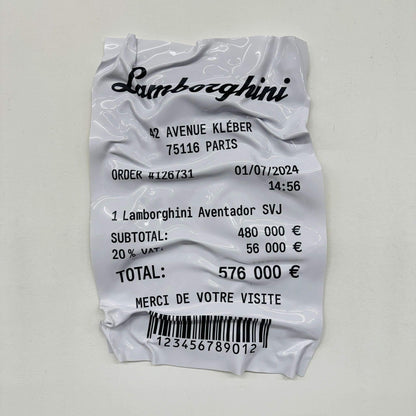 Lamborghini
42 AVENUE KLÉBER
75116 PARIS
ORDER #126731 01/07/2024
14:56
1 Lamborghini Aventador SVJ
SUBTOTAL: 480 000 €
20% VAT: 56 000 €
TOTAL: 576 000 €
MERCI DE VOTRE VISITE
123456789012